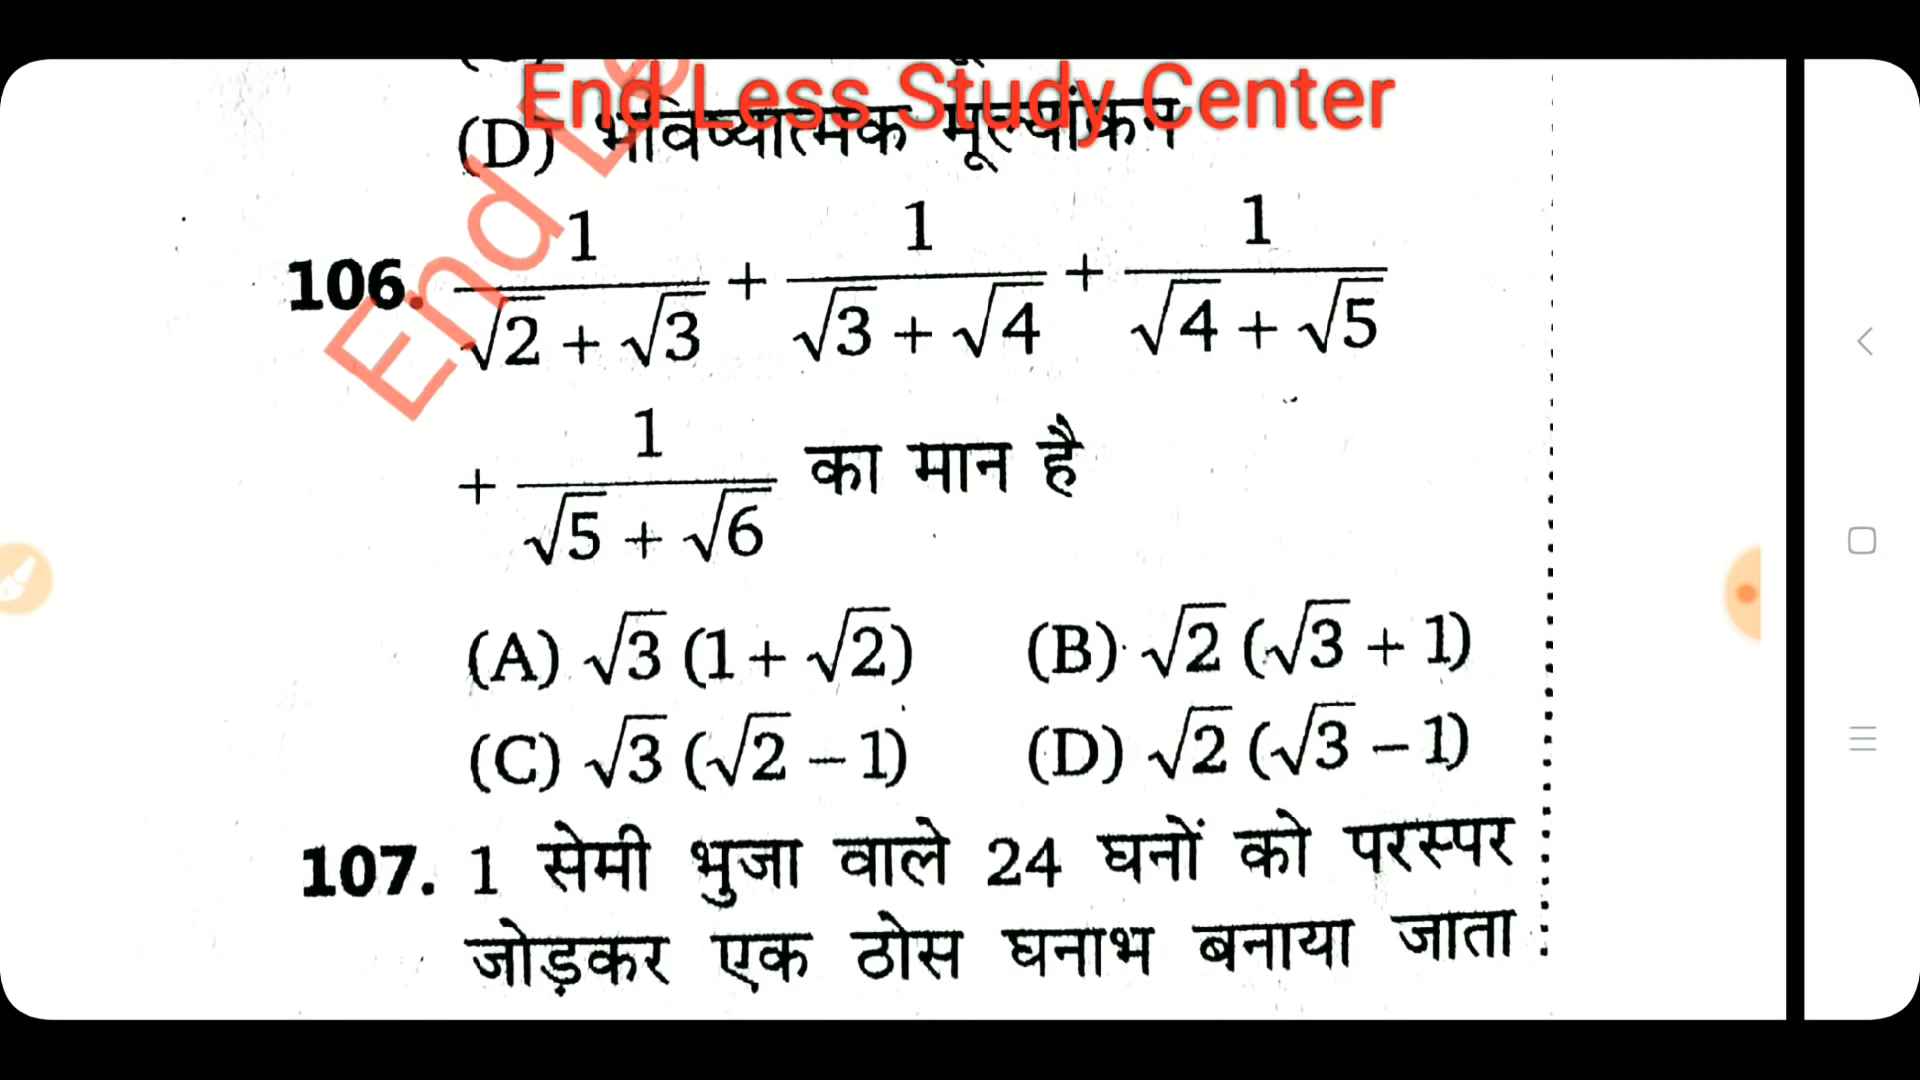 End Less Study Center
(D) भविष्यात्मक मूल्यांकन
106. 1/(√2 + √3) + 1/(√3 + √4) + 1/(√4 + √5)
+ 1/(√5 + √6) का मान है
(A) √3 (1 + √2) (B) √2 (√3 + 1)
(C) √3 (√2 – 1) (D) √2 (√3 – 1)
107. 1 सेमी भुजा वाले 24 घनों को परस्पर
जोड़कर एक ठोस घनाभ बनाया जाता
End Le